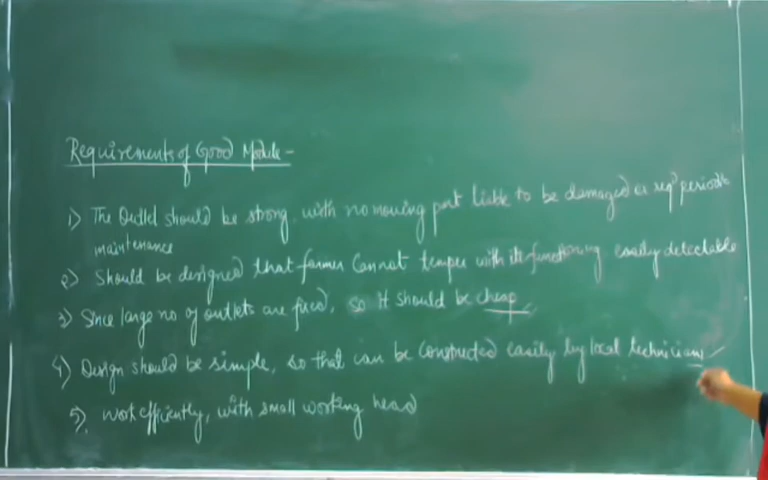 Requirements of Good Module -
1) The Outlet should be strong, with no moving part liable to be damaged or reqr periodic
maintenance
2) Should be designed that farmer Cannot temper with its functioning easily detectable
3) Since large no of outlets are fixed, so it should be cheap
4) Design should be simple, so that can be constructed easily by local technicians
5) Work efficiently, with small working head